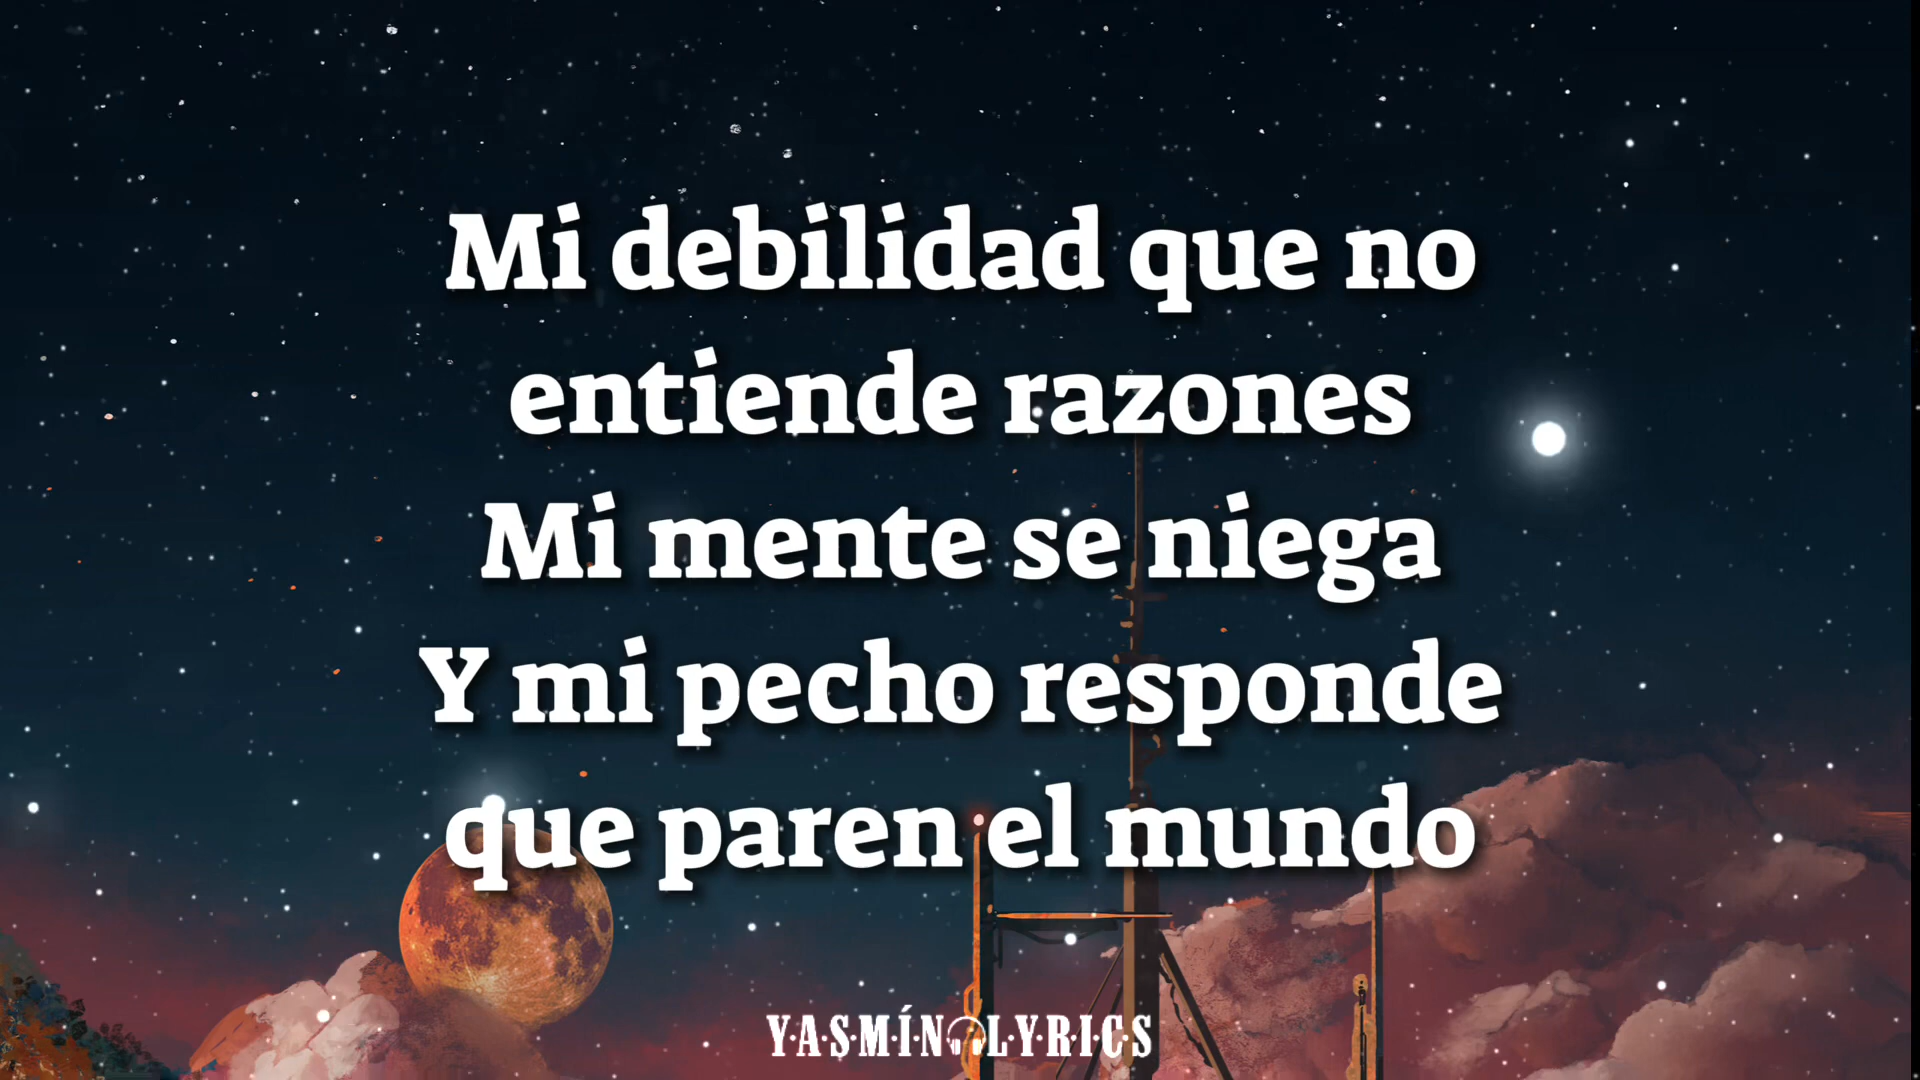 Mi debilidad que no
entiende razones
Mi mente se niega
Y mi pecho responde
que paren el mundo
YASMÍN LYRICS